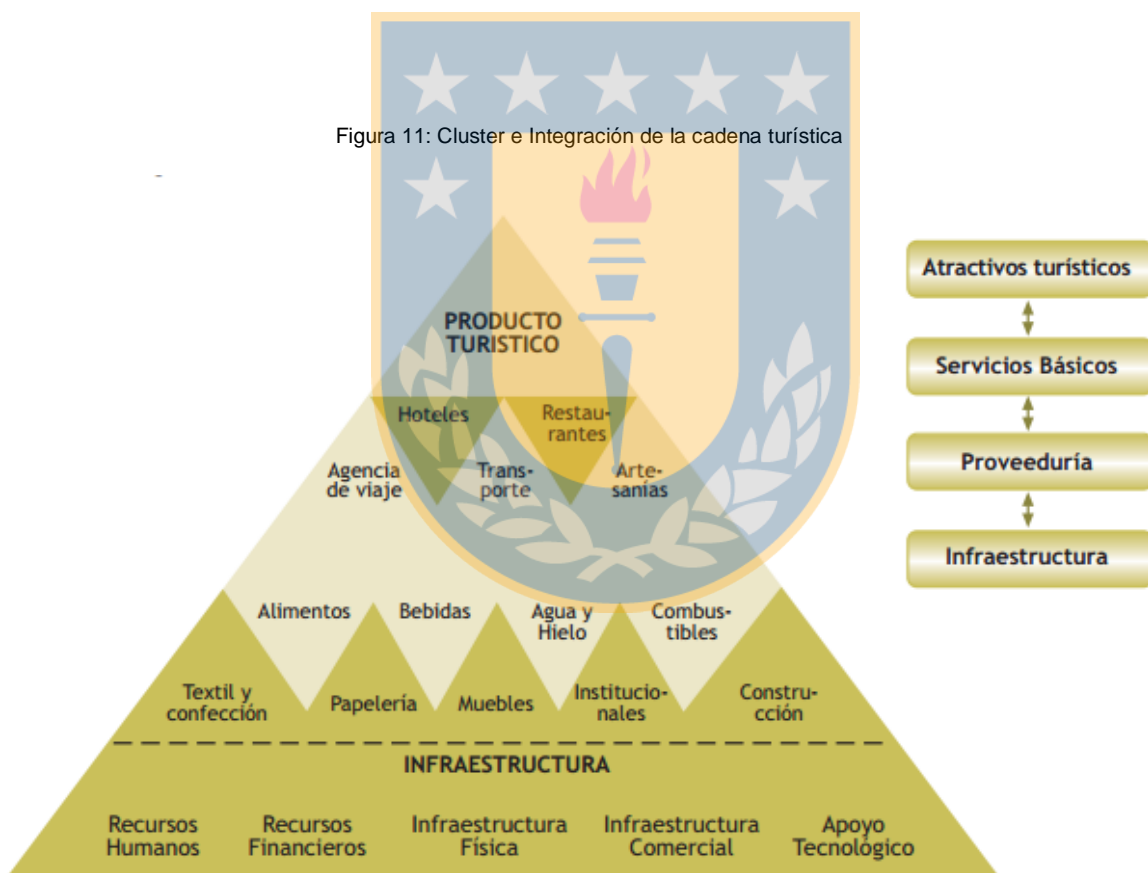 Figura 11: Cluster e Integración de la cadena turística
PRODUCTO
TURISTICO
Hoteles
Restau-
rantes
Agencia
de viaje
Trans-
porte
Arte-
sanías
Alimentos
Bebidas
Agua y
Hielo
Combus-
tibles
Textil y
confección
Papelería
Muebles
Institucio-
nales
Constru-
cción
INFRAESTRUCTURA
Recursos
Humanos
Recursos
Financieros
Infraestructura
Física
Infraestructura
Comercial
Apoyo
Tecnológico
Atractivos turísticos
Servicios Básicos
Proveeduría
Infraestructura